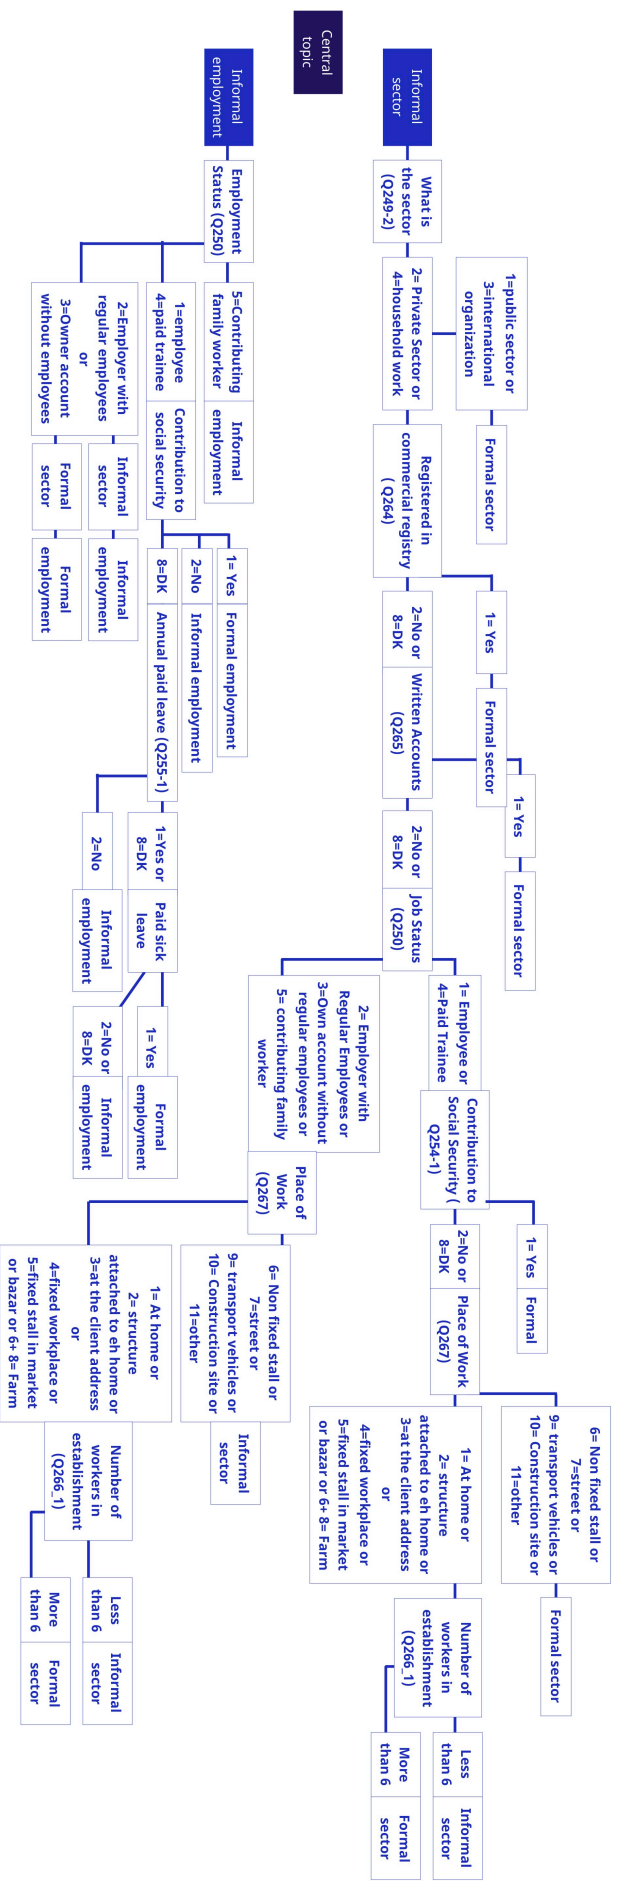 Central
topic
Informal
sector
What is
the sector
(Q249-2)
1=public sector or
3=international
organization
Formal sector
2= Private Sector or
4=household work
Registered in
commercial registry
( Q264)
1= Yes
Formal sector
2=No or
8=DK
Written Accounts
(Q265)
1= Yes
Formal sector
2=No or
8=DK
Job Status
(Q250)
1= Employee or
4=Paid Trainee
Contribution to
Social Security (
Q254-1)
1= Yes
Formal
2=No or
8=DK
Place of Work
(Q267)
6= Non fixed stall or
7=street or
9= transport vehicles or
10= Construction site or
11=other
Formal sector
1= At home or
2= structure
attached to eh home or
3=at the client address
or
4=fixed workplace or
5=fixed stall in market
or bazar or 6+ 8= Farm
Number of
workers in
establishment
(Q266_1)
Less
than 6
Informal
sector
More
than 6
Formal
sector
2= Employer with
Regular Employees or
3=Own account without
regular employees or
5= contributing family
worker
Place of
Work
(Q267)
6= Non fixed stall or
7=street or
9= transport vehicles or
10= Construction site or
11=other
Informal
sector
1= At home or
2= structure
attached to eh home or
3=at the client address
or
4=fixed workplace or
5=fixed stall in market
or bazar or 6+ 8= Farm
Number of
workers in
establishment
(Q266_1)
Less
than 6
Informal
sector
More
than 6
Formal
sector
Informal
employment
Employment
Status (Q250)
5=Contributing
family worker
Informal
employment
1=employee
4=paid trainee
Contribution to
social security
1= Yes
Formal employment
2=No
Informal employment
8=DK
Annual paid leave (Q255-1)
1=Yes or
8=DK
Paid sick
leave
1= Yes
Formal
employment
2=No or
8=DK
Informal
employment
2=No
Informal
employment
2=Employer with
regular employees
or
3=Owner account
without employees
Informal
sector
Informal
employment
Formal
sector
Formal
employment